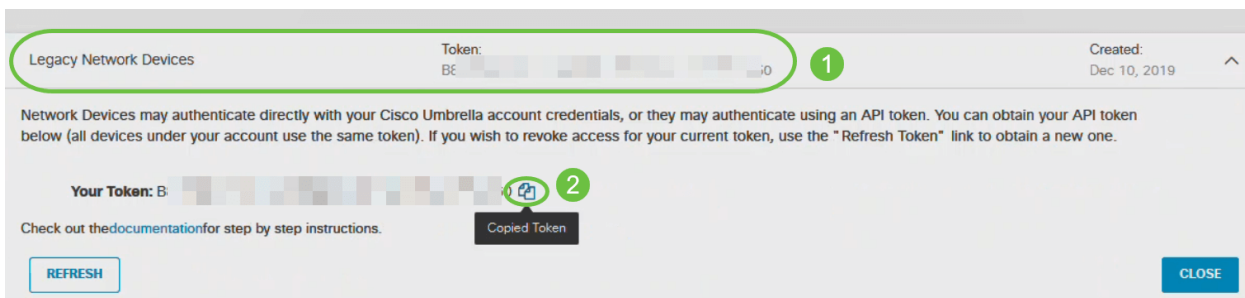 Legacy Network Devices
Token:
Created:
1
Dec 10, 2019
Network Devices may authenticate directly with your Cisco Umbrella account credentials, or they may authenticate using an API token. You can obtain your API token
below (all devices under your account use the same token). If you wish to revoke access for your current token, use the "Refresh Token" link to obtain a new one.
Your Token:
2
Copied Token
Check out thedocumentationfor step by step instructions.
REFRESH
CLOSE